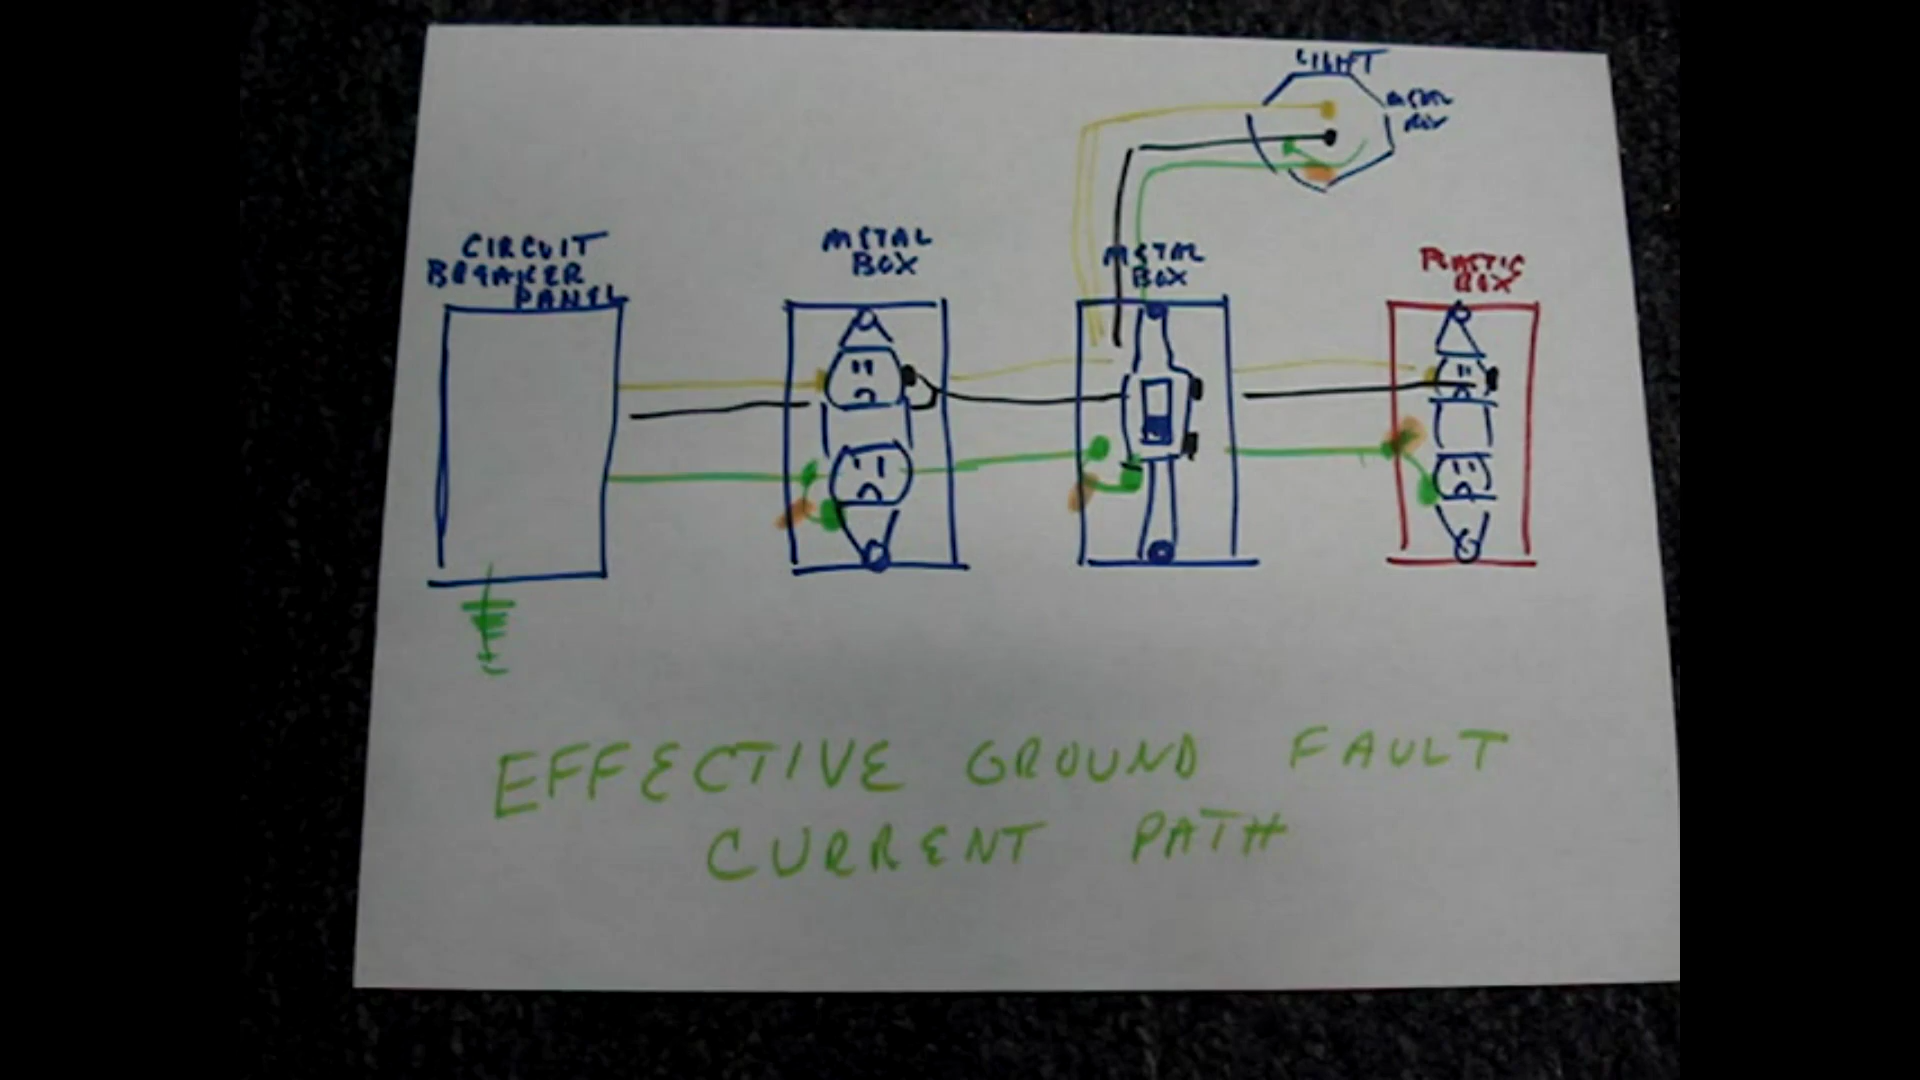 LIGHT
METAL
BOX
CIRCUIT
BREAKER
PANEL
METAL
BOX
METAL
BOX
PLASTIC
BOX
EFFECTIVE GROUND FAULT
CURRENT PATH